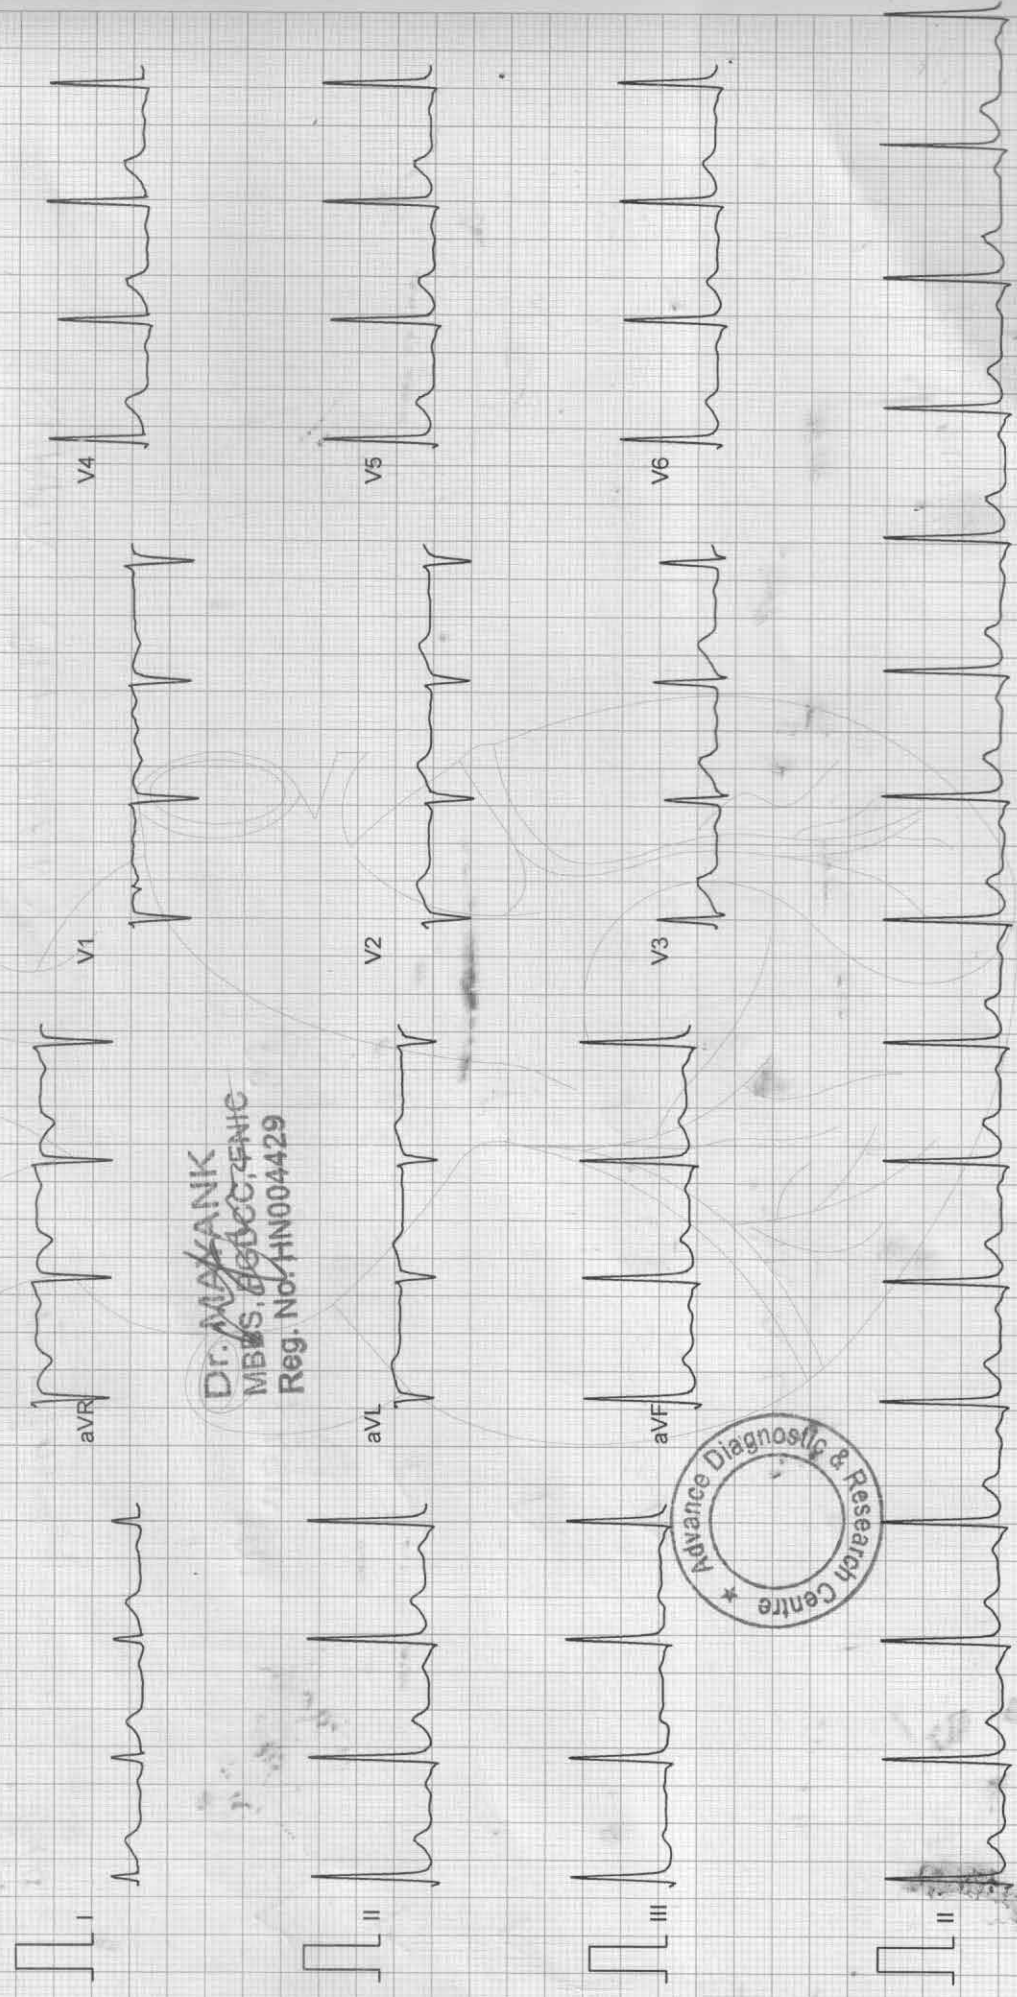 I
II
III
II
aVR
aVL
aVF
V1
V2
V3
V4
V5
V6
Dr. MAYANK
MBBS,
Reg. No. HN004429
Advance Diagnostic & Research Centre ★